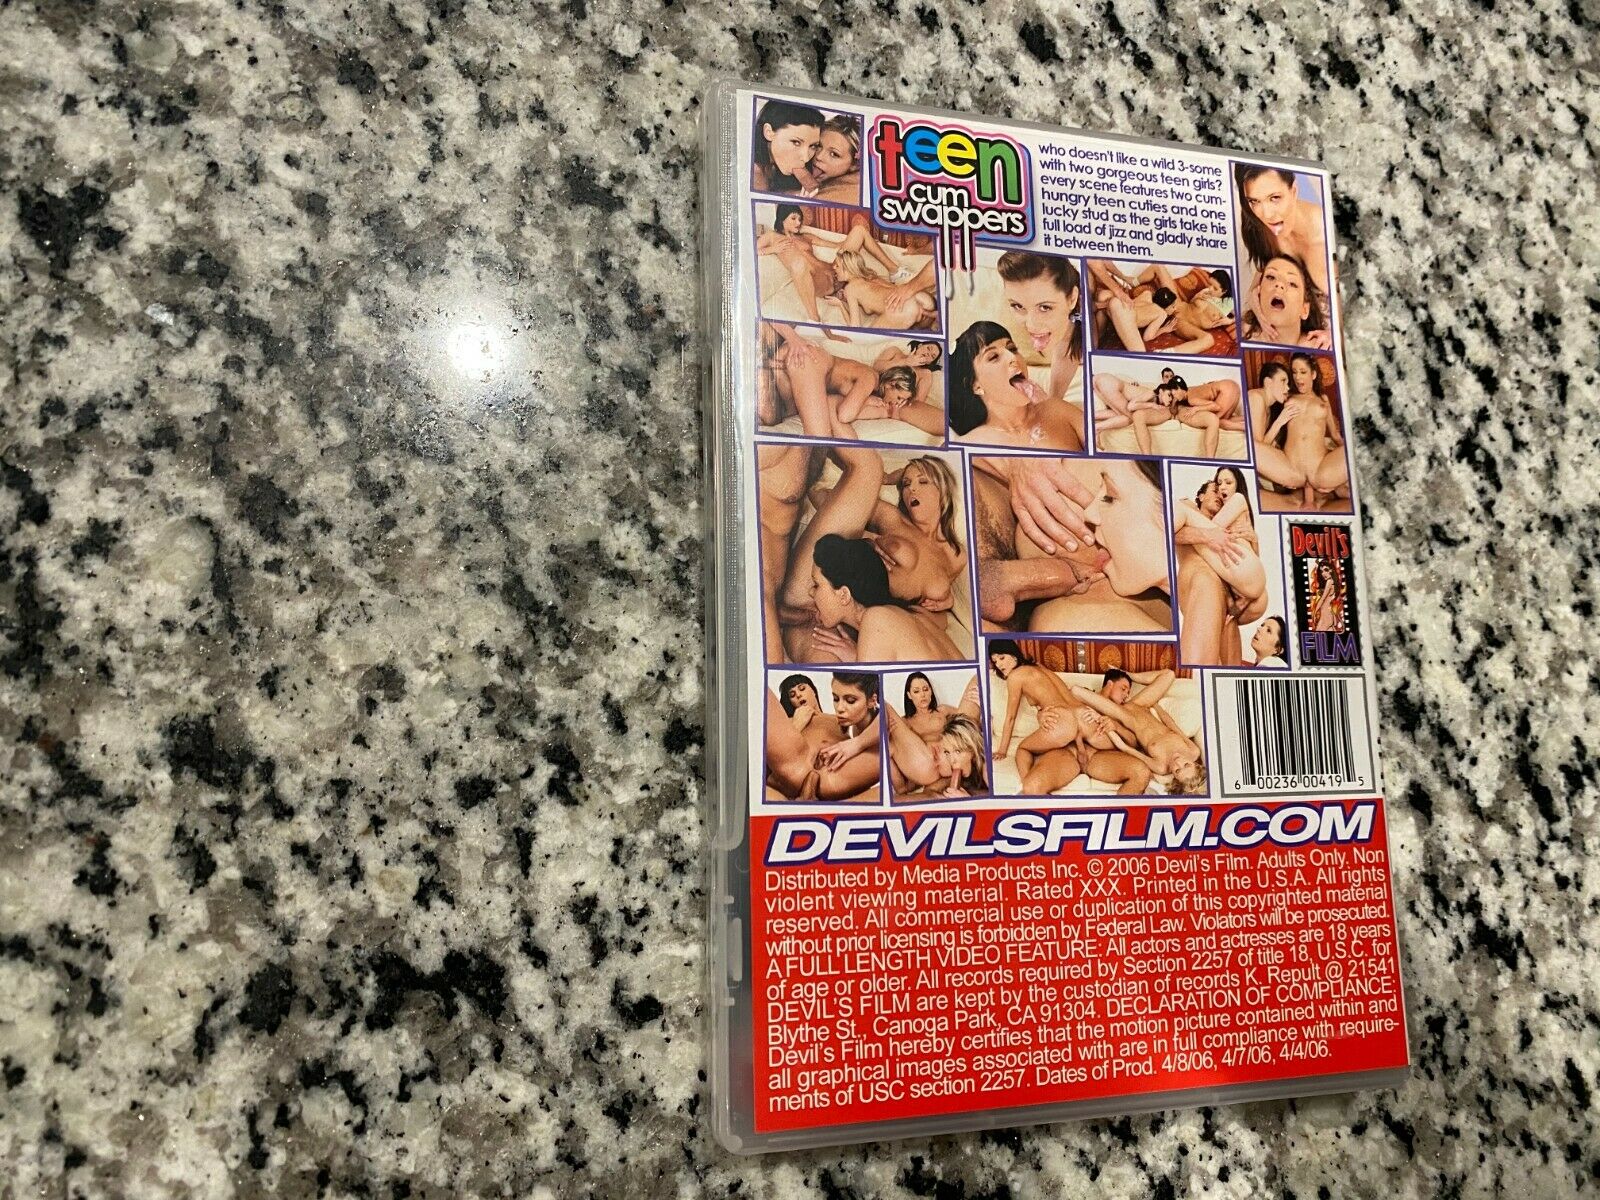 teen
cum
swappers
who doesn't like a wild 3-some
with two gorgeous teen girls?
every scene features two cum-
hungry teen cuties and one
lucky stud as the girls take his
full load of jizz and gladly share
it between them.
Devil's
FILM
6 00236 00419 5
DEVILSFILM.COM
Distributed by Media Products Inc. © 2006 Devil's Film. Adults Only. Non
violent viewing material. Rated XXX. Printed in the U.S.A. All rights
reserved. All commercial use or duplication of this copyrighted material
without prior licensing is forbidden by Federal Law. Violators will be prosecuted.
A FULL LENGTH VIDEO FEATURE: All actors and actresses are 18 years
of age or older. All records required by Section 2257 of title 18, U.S.C. for
DEVIL'S FILM are kept by the custodian of records K. Repult @ 21541
Blythe St., Canoga Park, CA 91304. DECLARATION OF COMPLIANCE:
Devil's Film hereby certifies that the motion picture contained within and
all graphical images associated with are in full compliance with require-
ments of USC section 2257. Dates of Prod. 4/8/06, 4/7/06, 4/4/06.